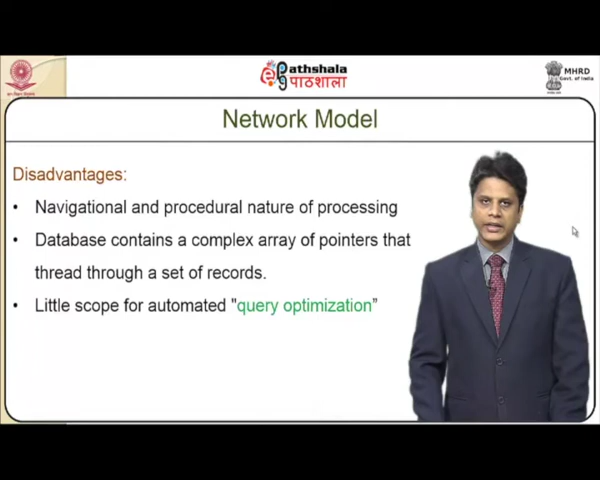 Pathshala
पाठशाला
MHRD
Govt. of India
Network Model
Disadvantages:
• Navigational and procedural nature of processing
• Database contains a complex array of pointers that
thread through a set of records.
• Little scope for automated "query optimization”